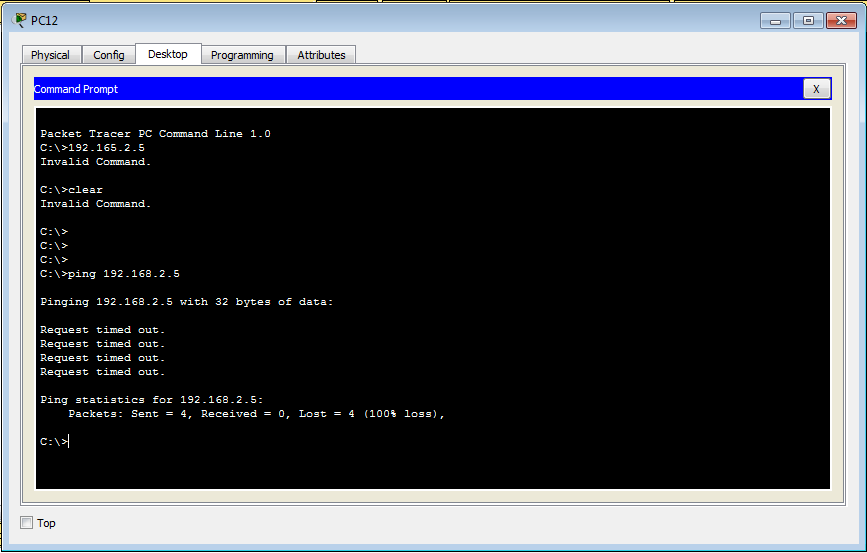 PC12
Physical Config Desktop Programming Attributes
Command Prompt X
Packet Tracer PC Command Line 1.0
C:\>192.165.2.5
Invalid Command.
C:\>clear
Invalid Command.
C:\>
C:\>
C:\>
C:\>ping 192.168.2.5
Pinging 192.168.2.5 with 32 bytes of data:
Request timed out.
Request timed out.
Request timed out.
Request timed out.
Ping statistics for 192.168.2.5:
    Packets: Sent = 4, Received = 0, Lost = 4 (100% loss),
C:\>
Top